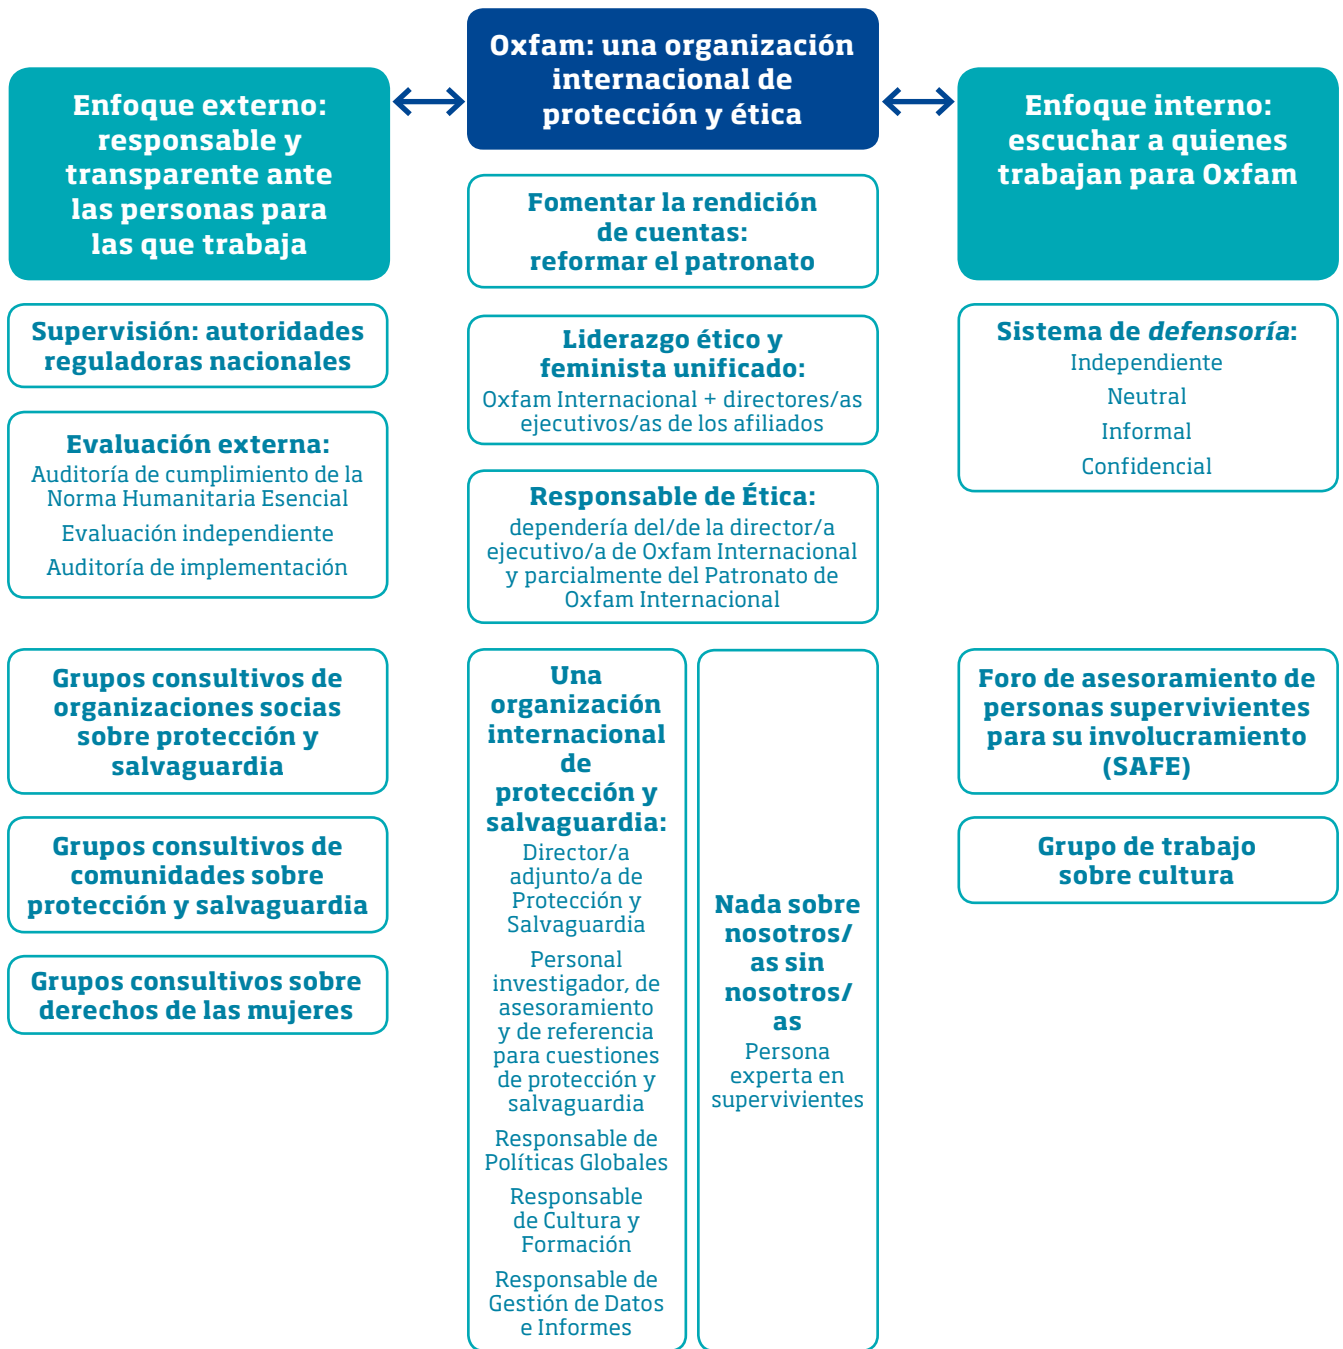 Oxfam: una organización
internacional de
protección y ética
Enfoque externo:
responsable y
transparente ante
las personas para
las que trabaja
Enfoque interno:
escuchar a quienes
trabajan para Oxfam
Fomentar la rendición
de cuentas:
reformar el patronato
Supervisión: autoridades
reguladoras nacionales
Evaluación externa:
Auditoría de cumplimiento de la
Norma Humanitaria Esencial
Evaluación independiente
Auditoría de implementación
Grupos consultivos de
organizaciones socias
sobre protección y
salvaguardia
Grupos consultivos de
comunidades sobre
protección y salvaguardia
Grupos consultivos sobre
derechos de las mujeres
Liderazgo ético y
feminista unificado:
Oxfam Internacional + directores/as
ejecutivos/as de los afiliados
Responsable de Ética:
dependería del/de la director/a
ejecutivo/a de Oxfam Internacional
y parcialmente del Patronato de
Oxfam Internacional
Una
organización
internacional
de
protección y
salvaguardia:
Director/a
adjunto/a de
Protección y
Salvaguardia
Personal
investigador, de
asesoramiento
y de referencia
para cuestiones
de protección y
salvaguardia
Responsable de
Políticas Globales
Responsable
de Cultura y
Formación
Responsable de
Gestión de Datos
e Informes
Nada sobre
nosotros/
as sin
nosotros/
as
Persona
experta en
supervivientes
Sistema de defensoría:
Independiente
Neutral
Informal
Confidencial
Foro de asesoramiento de
personas supervivientes
para su involucramiento
(SAFE)
Grupo de trabajo
sobre cultura